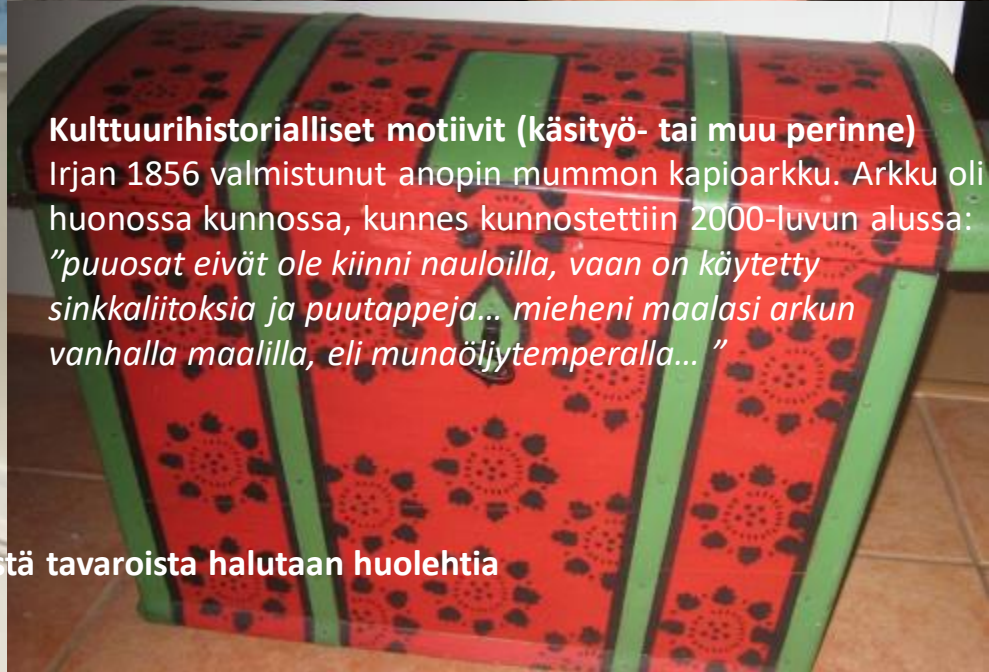 Kulttuurihistorialliset motiivit (käsityö- tai muu perinne)
Irjan 1856 valmistunut anopin mummon kapioarkku. Arkku oli
huonossa kunnossa, kunnes kunnostettiin 2000-luvun alussa:
”puuosat eivät ole kiinni nauloilla, vaan on käytetty
sinkkaliitoksia ja puutappeja… mieheni maalasi arkun
vanhalla maalilla, eli munaöljytemperalla… ”
tavaroista halutaan huolehtia